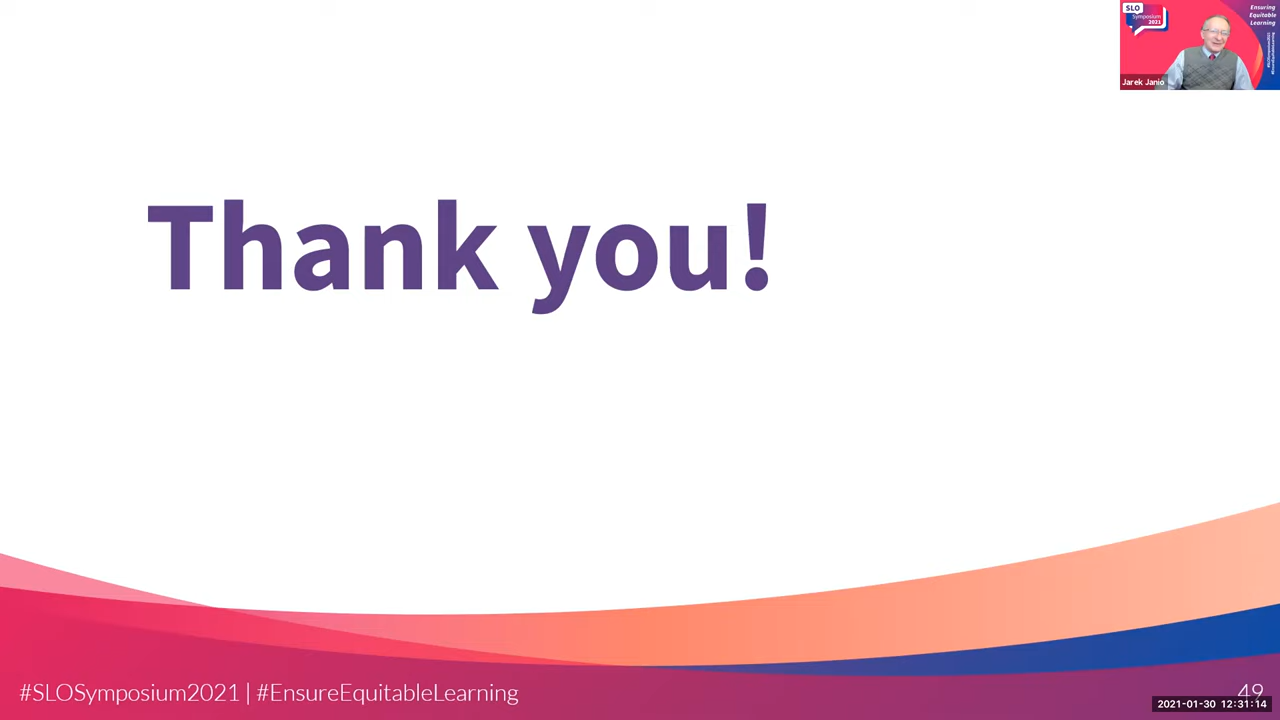 SLO
Symposium
2021
Ensuring
Equitable
Learning
Jarek Janio
Thank you!
#SLOSymposium2021 | #EnsureEquitableLearning
49
2021-01-30 12:31:14